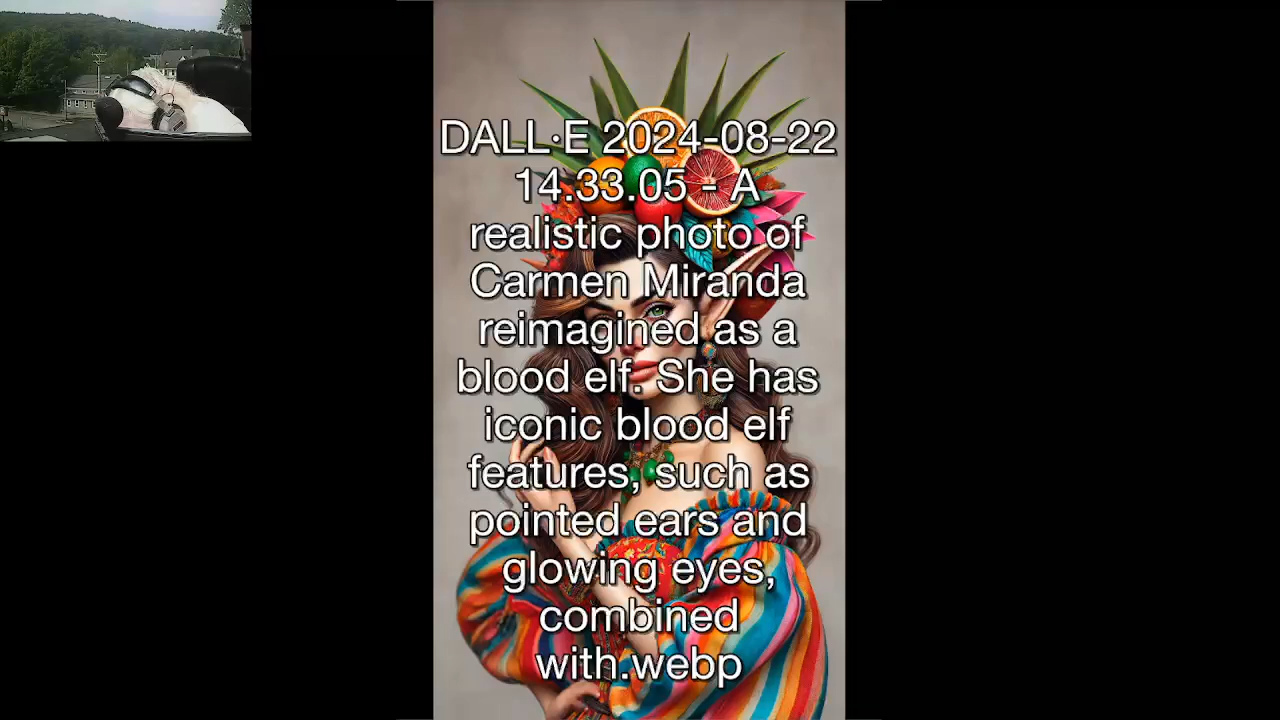 DALL·E 2024-08-22
14.33.05 - A
realistic photo of
Carmen Miranda
reimagined as a
blood elf. She has
iconic blood elf
features, such as
pointed ears and
glowing eyes,
combined
with.webp